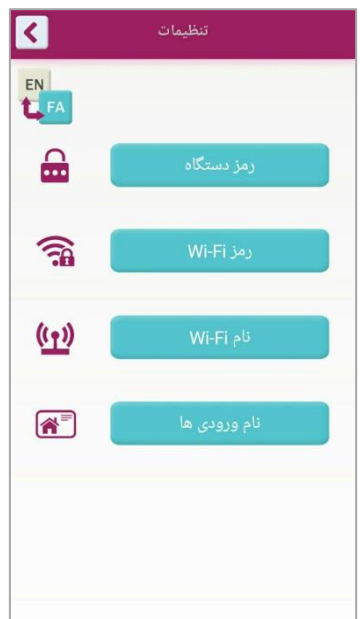 تنظیمات
EN
FA
رمز دستگاه
رمز Wi-Fi
نام Wi-Fi
نام ورودی ها